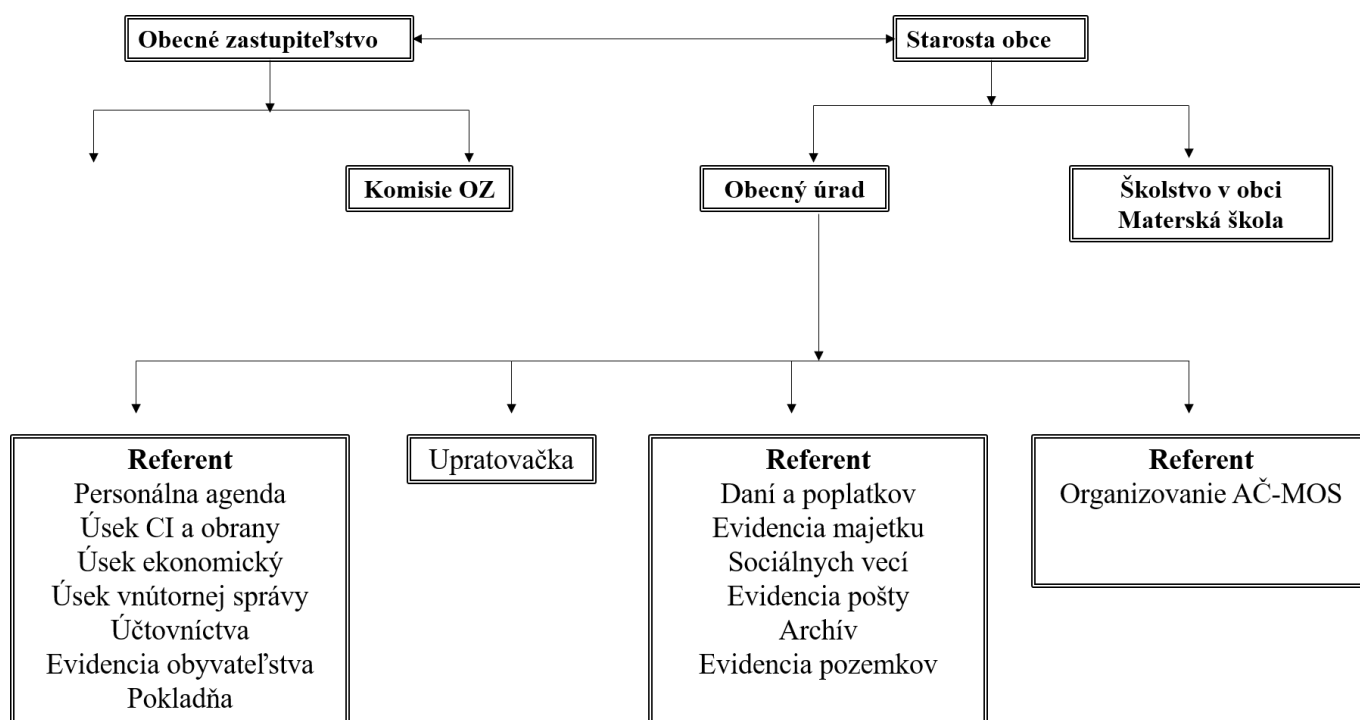 Obecné zastupiteľstvo
Starosta obce
Komisie OZ
Obecný úrad
Školstvo v obci
Materská škola
Referent
Personálna agenda
Úsek CI a obrany
Úsek ekonomický
Úsek vnútornej správy
Účtovníctva
Evidencia obyvateľstva
Pokladňa
Upratovačka
Referent
Daní a poplatkov
Evidencia majetku
Sociálnych vecí
Evidencia pošty
Archív
Evidencia pozemkov
Referent
Organizovanie AČ-MOS